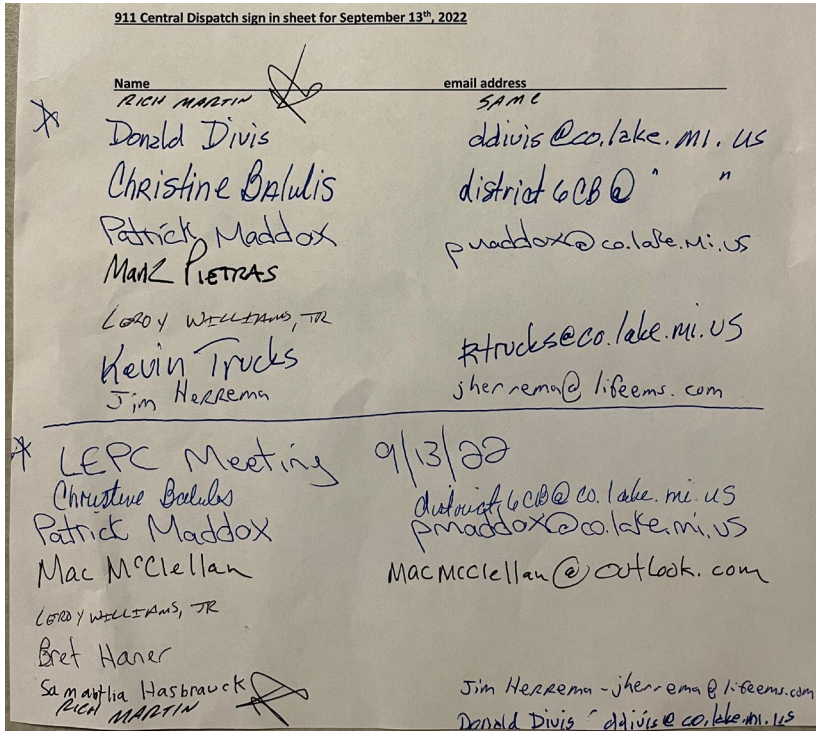 911 Central Dispatch sign in sheet for September 13th, 2022
Name email address
RICH MARTIN SAME
Donald Divis ddivis@co.lake.mi.us
Christine Balulis district6CB@ " "
Patrick Maddox pmaddox@co.lake.mi.us
Mark PIETRAS
LEROY WILLIAMS, JR
Kevin Trucks ktrucks@co.lake.mi.us
Jim Herrema jherrema@lifeems.com
LEPC Meeting 9/13/22
Christine Balulis district6CB@co.lake.mi.us
Patrick Maddox pmaddox@co.lake.mi.us
Mac McClellan MacMcClellan@outlook.com
LEROY WILLIAMS, JR
Bret Haner
Samantha Hasbrouck Jim Herrema - jherrema@lifeems.com
RICH MARTIN Donald Divis - ddivis@co.lake.mi.us